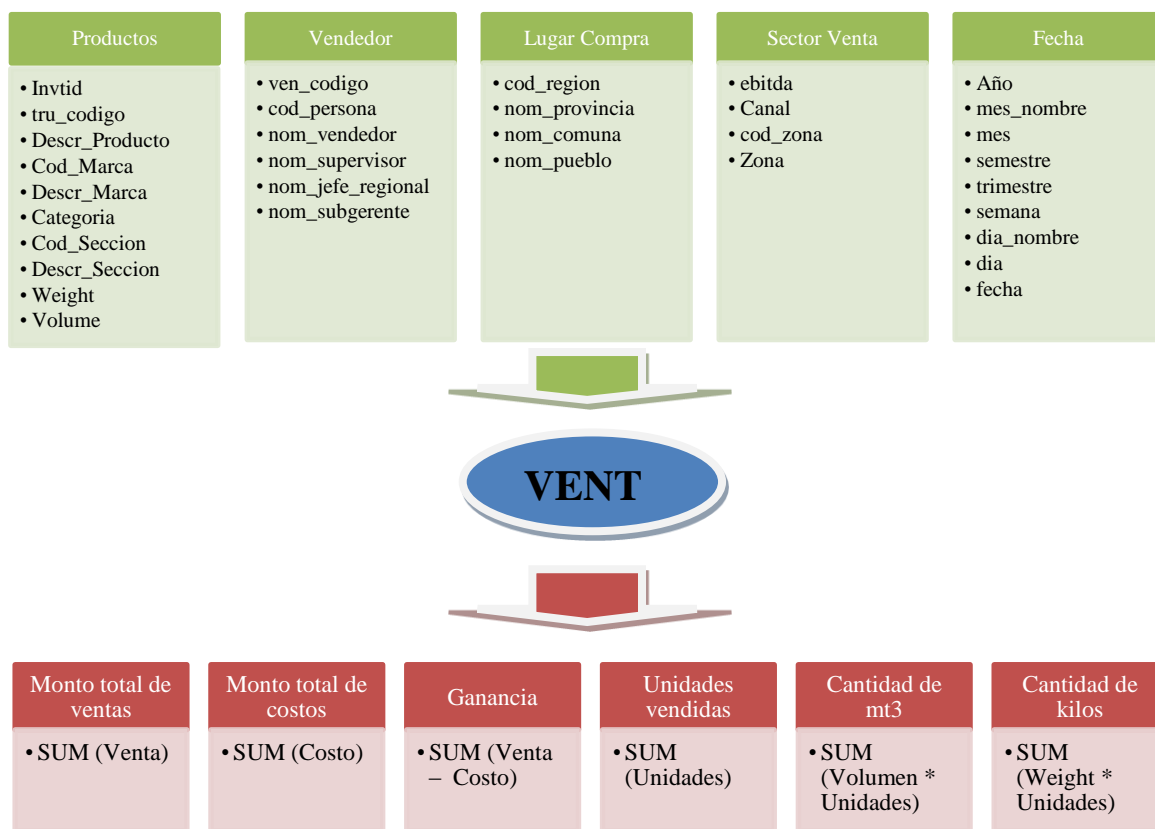 Productos
• Invtid
• tru_codigo
• Descr_Producto
• Cod_Marca
• Descr_Marca
• Categoria
• Cod_Seccion
• Descr_Seccion
• Weight
• Volume
Vendedor
• ven_codigo
• cod_persona
• nom_vendedor
• nom_supervisor
• nom_jefe_regional
• nom_subgerente
Lugar Compra
• cod_region
• nom_provincia
• nom_comuna
• nom_pueblo
Sector Venta
• ebitda
• Canal
• cod_zona
• Zona
Fecha
• Año
• mes_nombre
• mes
• semestre
• trimestre
• semana
• dia_nombre
• dia
• fecha
VENT
Monto total de
ventas
• SUM (Venta)
Monto total de
costos
• SUM (Costo)
Ganancia
• SUM (Venta
– Costo)
Unidades
vendidas
• SUM
(Unidades)
Cantidad de
mt3
• SUM
(Volumen *
Unidades)
Cantidad de
kilos
• SUM
(Weight *
Unidades)